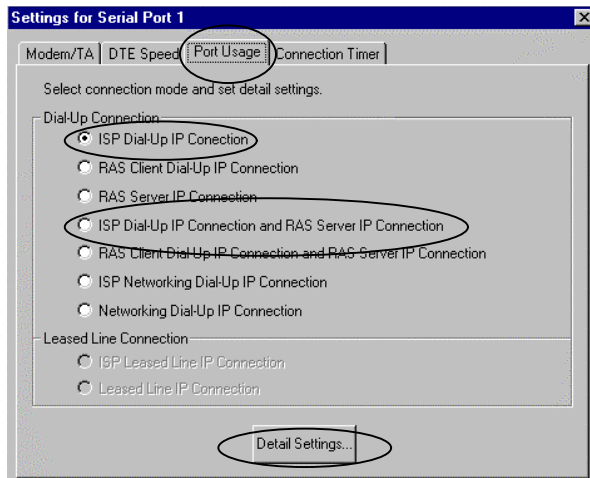 Settings for Serial Port 1
Modem/TA DTE Speed Port Usage Connection Timer
Select connection mode and set detail settings.
Dial-Up Connection
ISP Dial-Up IP Conection
RAS Client Dial-Up IP Connection
RAS Server IP Connection
ISP Dial-Up IP Connection and RAS Server IP Connection
RAS Client Dial-Up IP Connection and RAS Server IP Connection
ISP Networking Dial-Up IP Connection
Networking Dial-Up IP Connection
Leased Line Connection
ISP Leased Line IP Connection
Leased Line IP Connection
Detail Settings...